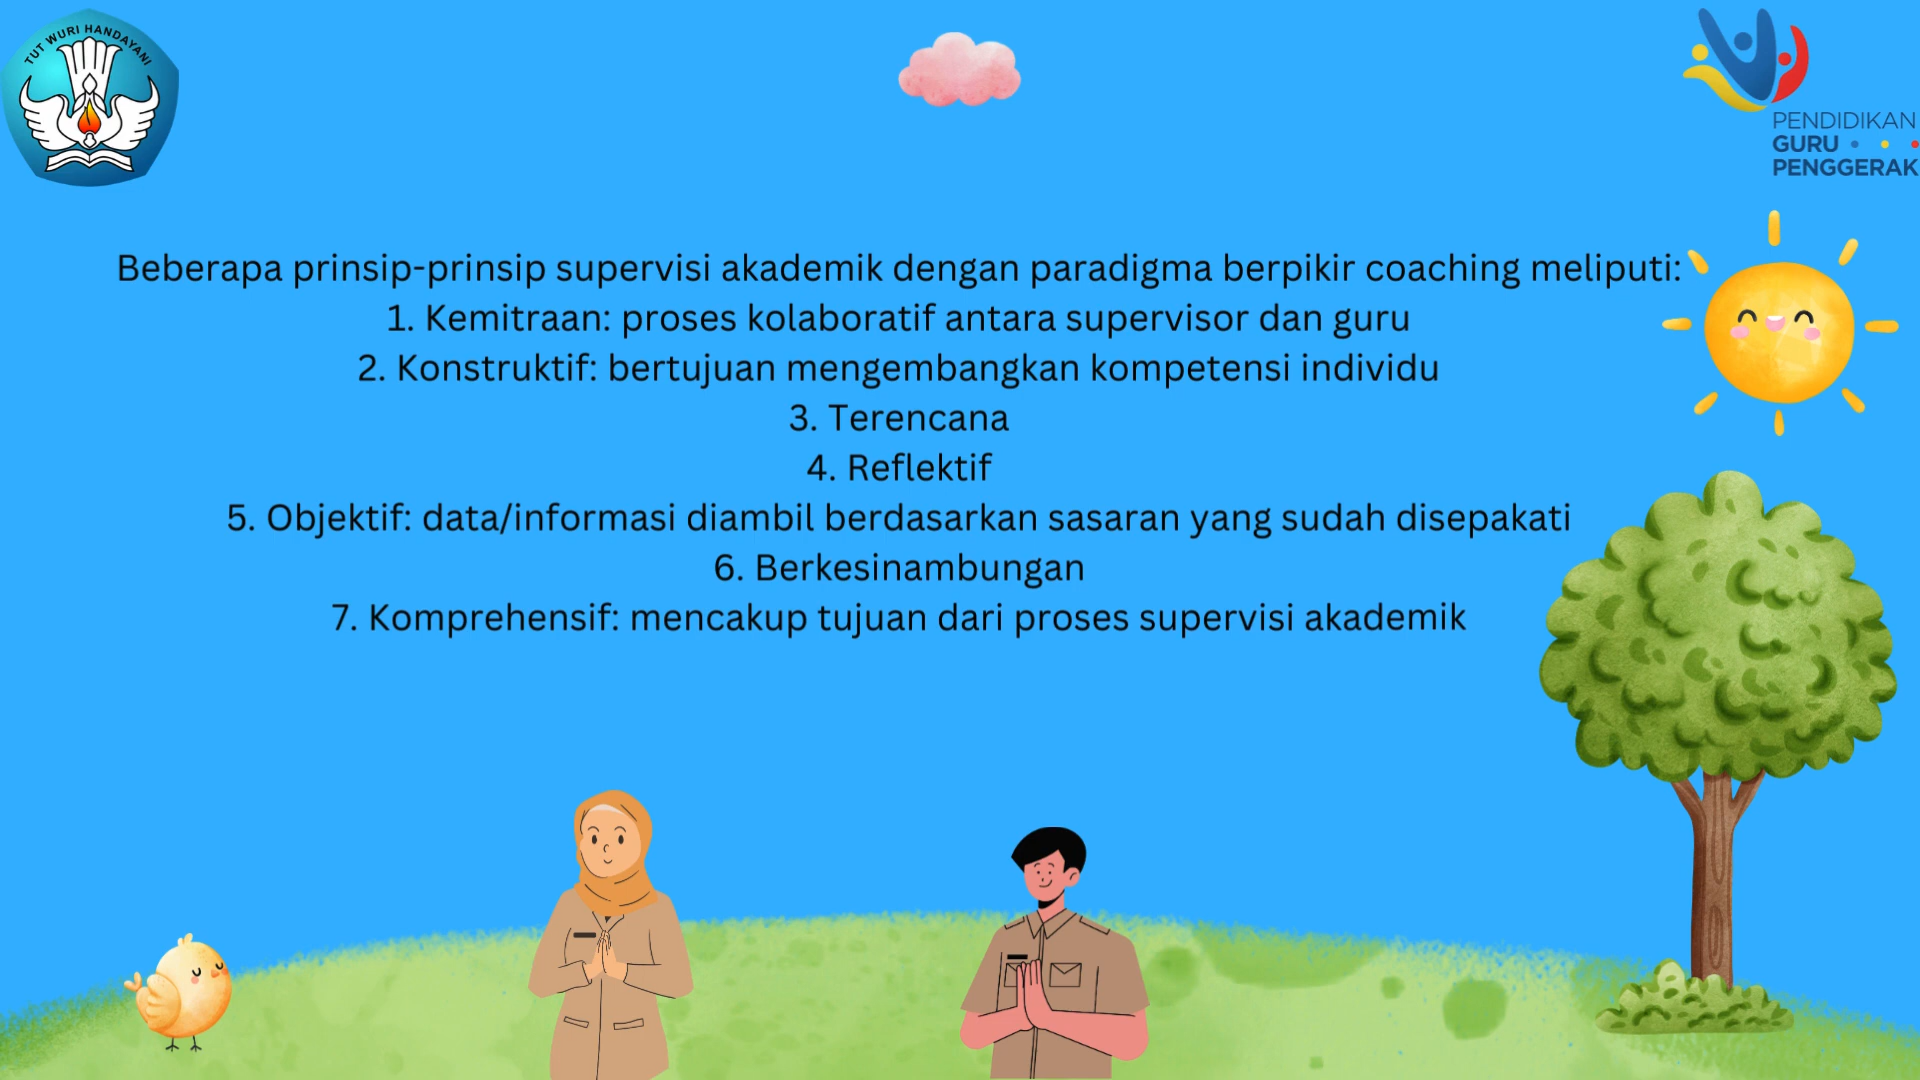 TUT WURI HANDAYANI
PENDIDIKAN
GURU
PENGGERAK
Beberapa prinsip-prinsip supervisi akademik dengan paradigma berpikir coaching meliputi:
1. Kemitraan: proses kolaboratif antara supervisor dan guru
2. Konstruktif: bertujuan mengembangkan kompetensi individu
3. Terencana
4. Reflektif
5. Objektif: data/informasi diambil berdasarkan sasaran yang sudah disepakati
6. Berkesinambungan
7. Komprehensif: mencakup tujuan dari proses supervisi akademik